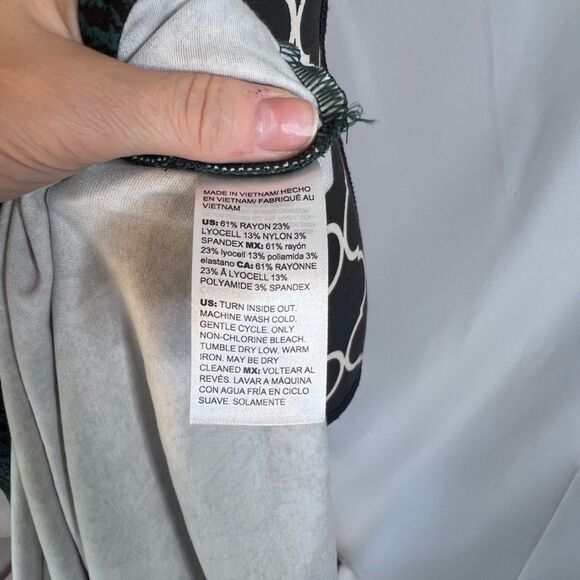 MADE IN VIETNAM/ HECHO
EN VIETNAM/ FABRIQUÉ AU
VIETNAM
US: 61% RAYON 23%
LYOCELL 13% NYLON 3%
SPANDEX MX: 61% rayón
23% lyocell 13% poliamida 3%
elastano CA: 61% RAYONNE
23% Â LYOCELL 13%
POLYAMIDE 3% SPANDEX
US: TURN INSIDE OUT.
MACHINE WASH COLD,
GENTLE CYCLE, ONLY
NON-CHLORINE BLEACH.
TUMBLE DRY LOW. WARM
IRON. MAY BE DRY
CLEANED MX: VOLTEAR AL
REVÉS. LAVAR A MÁQUINA
CON AGUA FRÍA EN CICLO
SUAVE. SOLAMENTE